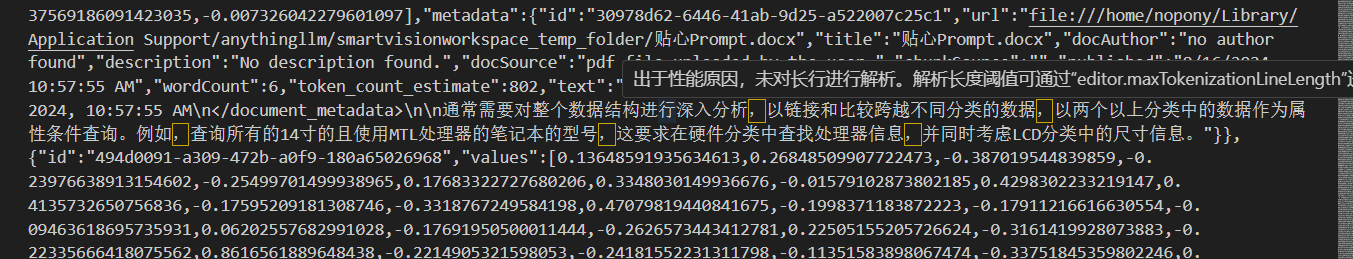 37569186091423035,-0.007326042279601097],"metadata":{"id":"30978d62-6446-41ab-9d25-a522007c25c1","url":"file:///home/nopony/Library/
Application Support/anythingllm/smartvisionworkspace_temp_folder/贴心Prompt.docx","title":"贴心Prompt.docx","docAuthor":"no author
found","description":"No description found.","docSource":"pdf file uploaded by the user.","chunkSource":"","published":"9/16/2024,
10:57:55 AM","wordCount":6,"token_count_estimate":802,"text":"
出于性能原因，未对长行进行解析。解析长度阈值可通过“editor.maxTokenizationLineLength”
2024, 10:57:55 AM\n</document_metadata>\n\n通常需要对整个数据结构进行深入分析，以链接和比较跨越不同分类的数据，以两个以上分类中的数据作为属
性条件查询。例如，查询所有的14寸的且使用MTL处理器的笔记本的型号，这要求在硬件分类中查找处理器信息，并同时考虑LCD分类中的尺寸信息。"}},
{"id":"494d0091-a309-472b-a0f9-180a65026968","values":[0.13648591935634613,0.26848509907722473,-0.387019544839859,-0.
23976638913154602,-0.25499701499938965,0.17683322727680206,0.3348030149936676,-0.01579102873802185,0.4298302233219147,0.
4135732650756836,-0.17595209181308746,-0.3318767249584198,0.47079819440841675,-0.1998371183872223,-0.17911216616630554,-0.
09463618695735931,0.06202557682991028,-0.17691950500011444,-0.2626573443412781,0.22505155205726624,-0.3161419928073883,-0.
22335666418075562,0.8616561889648438,-0.2214905321598053,-0.24181552231311798,-0.11351583898067474,-0.33751845359802246,0.